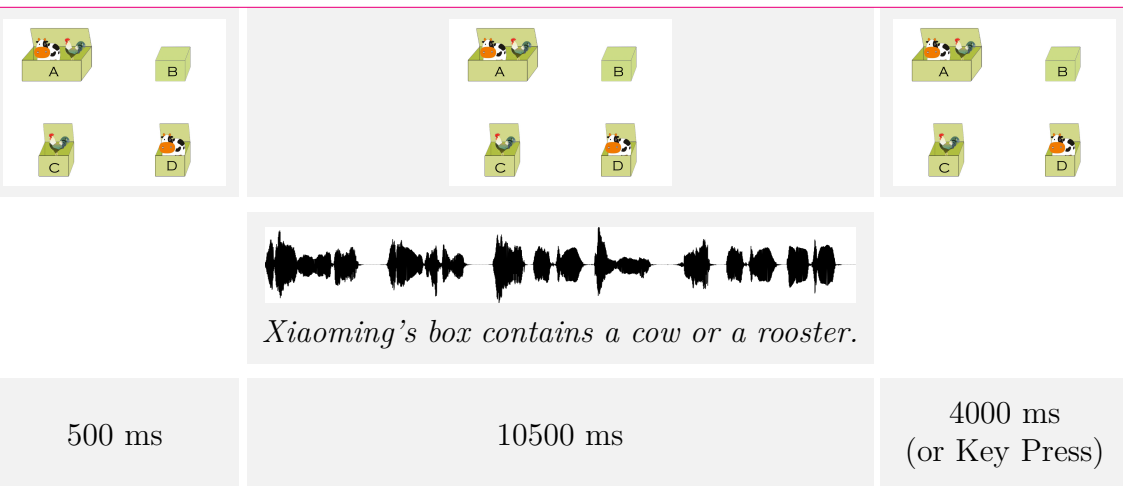 A B
C D
A B
C D
A B
C D
Xiaoming's box contains a cow or a rooster.
500 ms
10500 ms
4000 ms
(or Key Press)